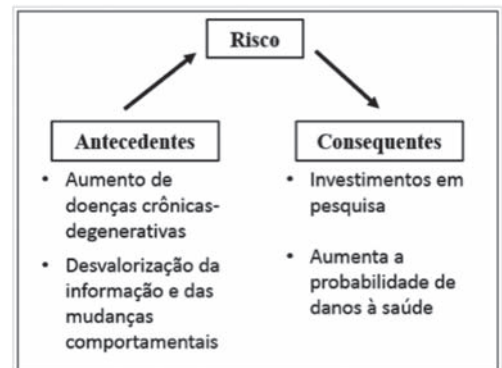 Risco
Antecedentes
• Aumento de
doenças crônicas-
degenerativas
• Desvalorização da
informação e das
mudanças
comportamentais
Consequentes
• Investimentos em
pesquisa
• Aumenta a
probabilidade de
danos à saúde